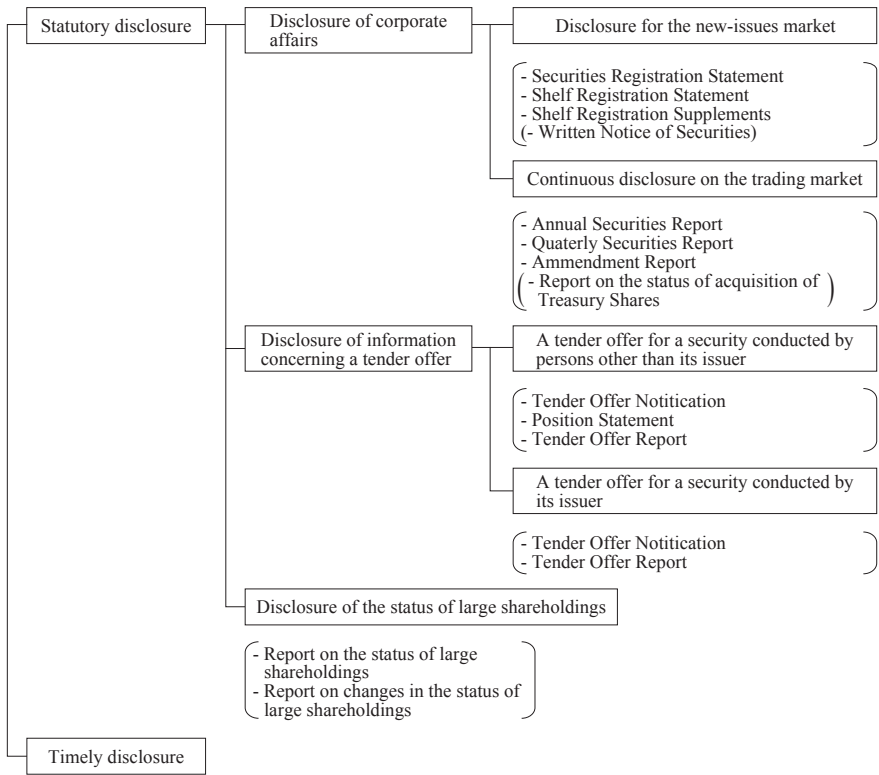 Statutory disclosure
Disclosure of corporate
affairs
Disclosure for the new-issues market
- Securities Registration Statement
- Shelf Registration Statement
- Shelf Registration Supplements
(- Written Notice of Securities)
Continuous disclosure on the trading market
- Annual Securities Report
- Quaterly Securities Report
- Ammendment Report
(- Report on the status of acquisition of
Treasury Shares)
Disclosure of information
concerning a tender offer
A tender offer for a security conducted by
persons other than its issuer
- Tender Offer Notitication
- Position Statement
- Tender Offer Report
A tender offer for a security conducted by
its issuer
- Tender Offer Notitication
- Tender Offer Report
Disclosure of the status of large shareholdings
- Report on the status of large
shareholdings
- Report on changes in the status of
large shareholdings
Timely disclosure